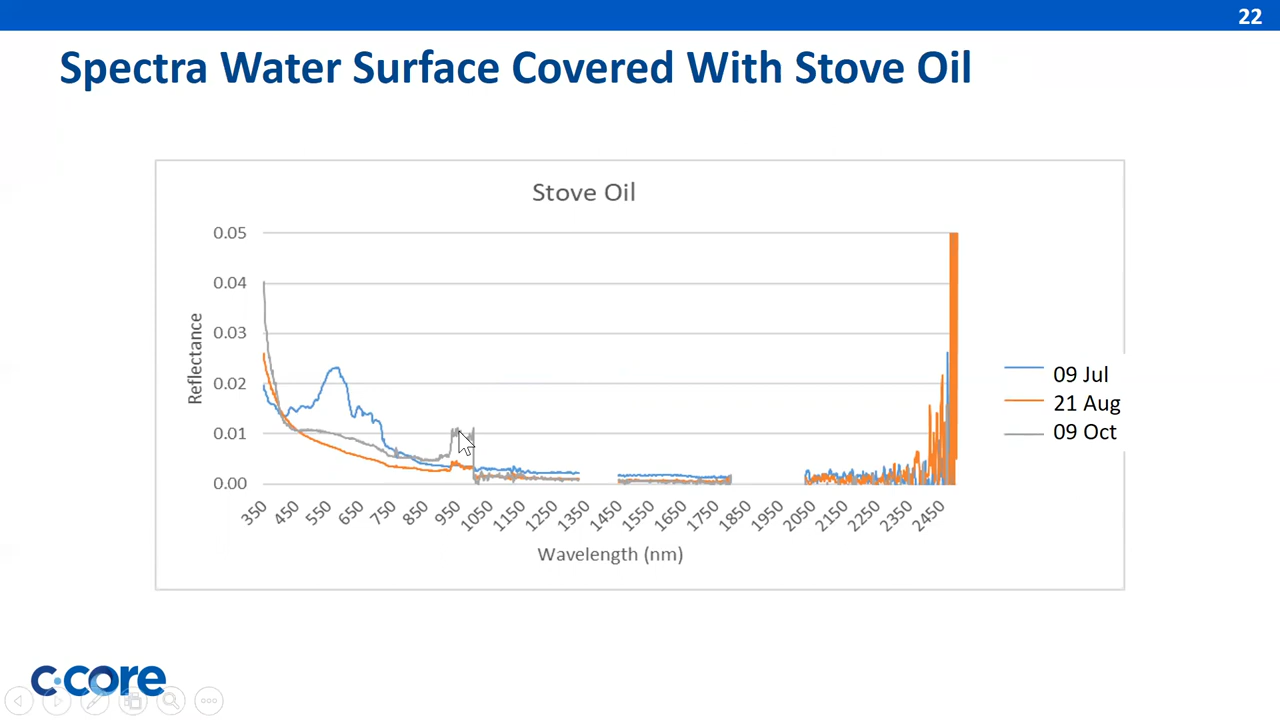 22
Spectra Water Surface Covered With Stove Oil
Stove Oil
Reflectance
0.05
0.04
0.03
0.02
0.01
0.00
350 450 550 650 750 850 950 1050 1150 1250 1350 1450 1550 1650 1750 1850 1950 2050 2150 2250 2350 2450
Wavelength (nm)
09 Jul
21 Aug
09 Oct
c·core